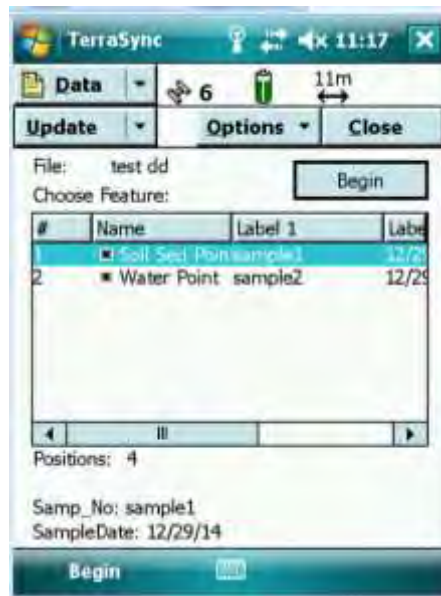 TerraSync 11:17
Data 6 11m
Update Options Close
File: test dd
Begin
Choose Feature:
# Name Label 1 Labe
1 Soil Sed Poin sample1 12/29
2 Water Point sample2 12/29
Positions: 4
Samp_No: sample1
SampleDate: 12/29/14
Begin